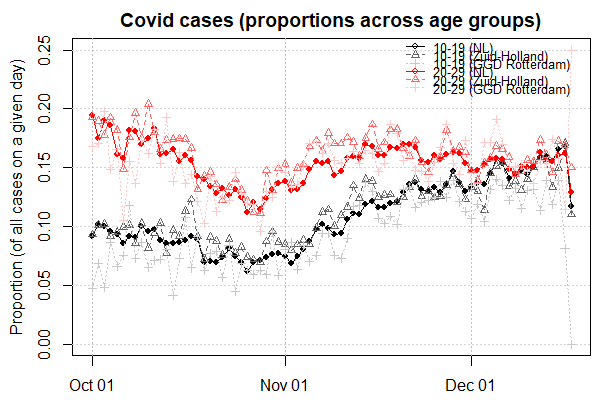 Covid cases (proportions across age groups)
10-19 (NL)
10-19 (Zuid-Holland)
10-19 (GGD Rotterdam)
20-29 (NL)
20-29 (Zuid-Holland)
20-29 (GGD Rotterdam)
Proportion (of all cases on a given day)
0.25
0.20
0.15
0.10
0.05
0.00
Oct 01 Nov 01 Dec 01